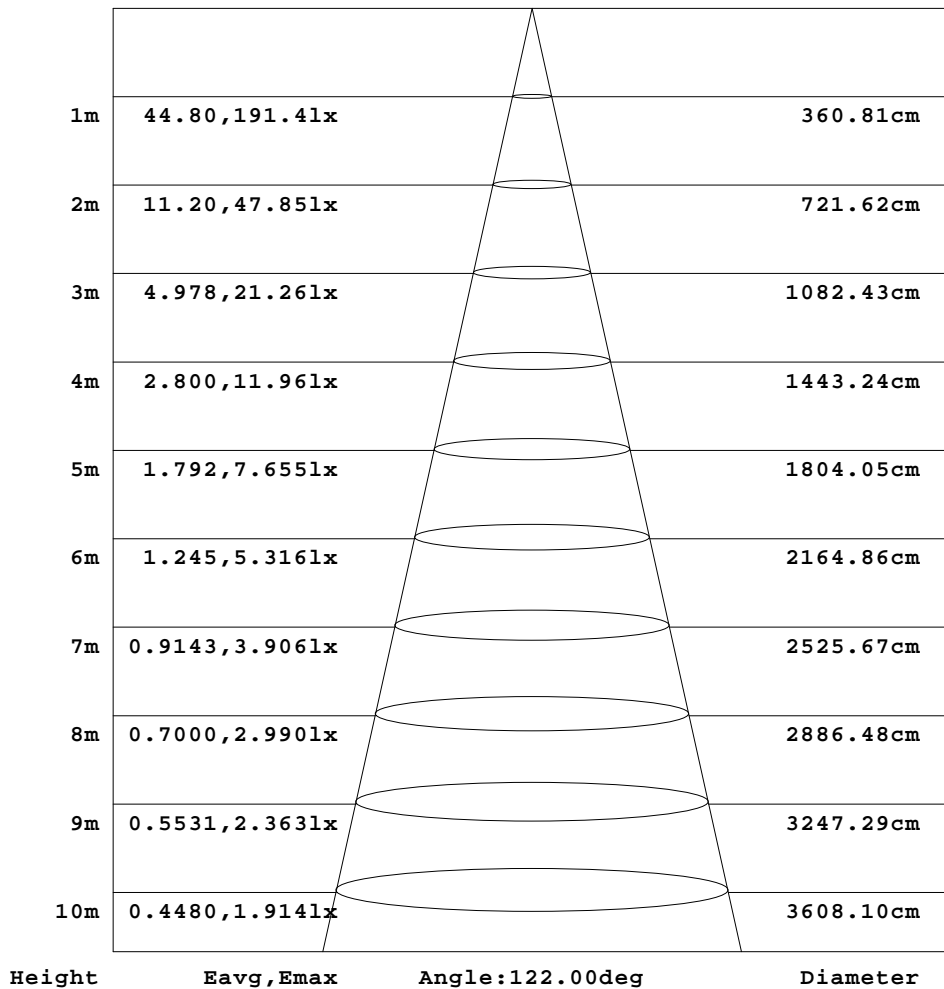 1m 44.80,191.4lx 360.81cm
2m 11.20,47.85lx 721.62cm
3m 4.978,21.26lx 1082.43cm
4m 2.800,11.96lx 1443.24cm
5m 1.792,7.655lx 1804.05cm
6m 1.245,5.316lx 2164.86cm
7m 0.9143,3.906lx 2525.67cm
8m 0.7000,2.990lx 2886.48cm
9m 0.5531,2.363lx 3247.29cm
10m 0.4480,1.914lx 3608.10cm
Height Eavg,Emax Angle:122.00deg Diameter